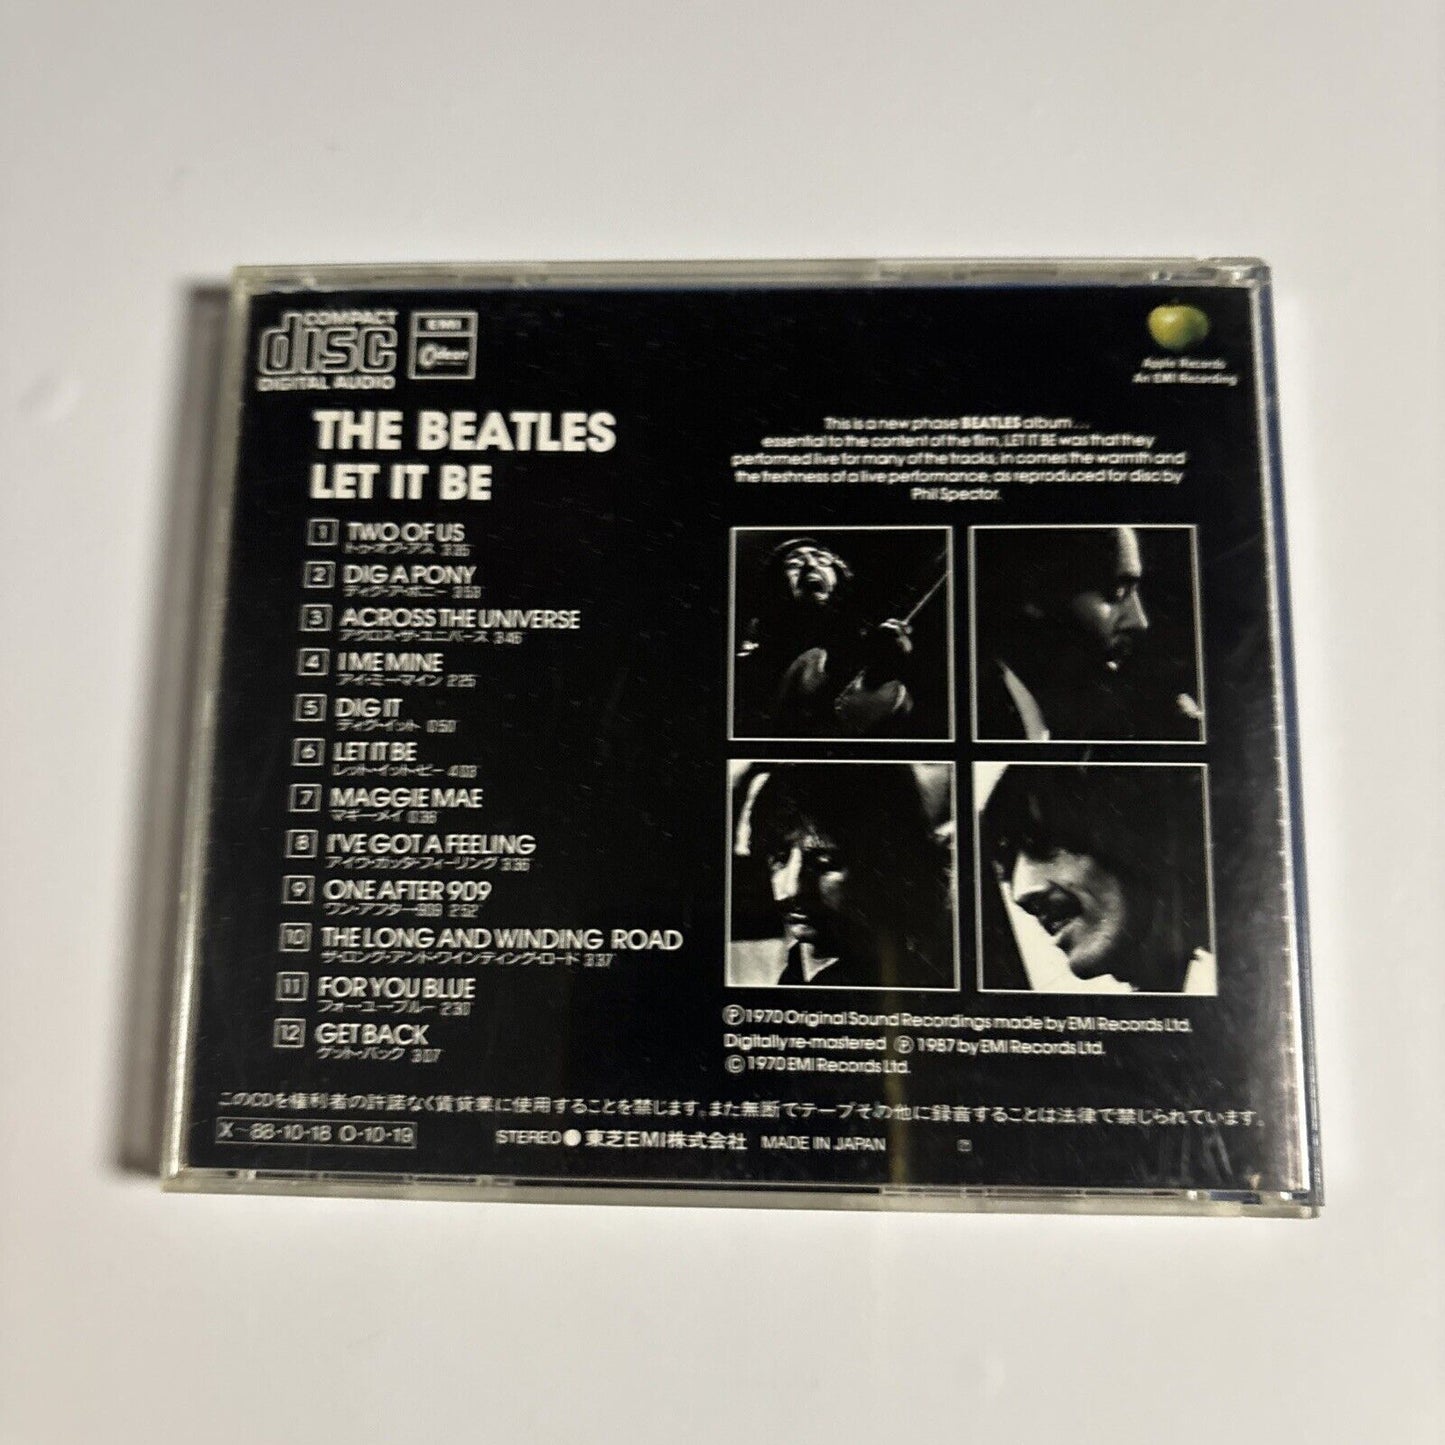 COMPACT
disc
DIGITAL AUDIO
EMI
Odeon
Apple Records
An EMI Recording
THE BEATLES
LET IT BE
1 TWO OF US
トゥ・オブ・アス 3:35
2 DIG A PONY
ディグ・ア・ポニー 3:53
3 ACROSS THE UNIVERSE
アクロス・ザ・ユニバース 3:46
4 I ME MINE
アイ・ミー・マイン 2:25
5 DIG IT
ディグ・イット 0:50
6 LET IT BE
レット・イット・ビー 4:03
7 MAGGIE MAE
マギー・メイ 0:38
8 I'VE GOT A FEELING
アイヴ・ガッタ・フィーリング 3:36
9 ONE AFTER 909
ワン・アフター・909 2:52
10 THE LONG AND WINDING ROAD
ザ・ロング・アンド・ワインディング・ロード 3:37
11 FOR YOU BLUE
フォー・ユー・ブルー 2:30
12 GET BACK
ゲット・バック 3:07
This is a new phase BEATLES album...
essential to the content of the film, LET IT BE was that they
performed live for many of the tracks, in comes the warmth and
the freshness of a live performance, as reproduced for disc by
Phil Spector.
Ⓟ1970 Original Sound Recordings made by EMI Records Ltd.
Digitally re-mastered Ⓟ 1987 by EMI Records Ltd.
© 1970 EMI Records Ltd.
このCDを権利者の許諾なく賃貸業に使用することを禁じます。また無断でテープその他に録音することは法律で禁じられています。
X~88・10・18 O・10・19
STEREO 東芝EMI株式会社 MADE IN JAPAN